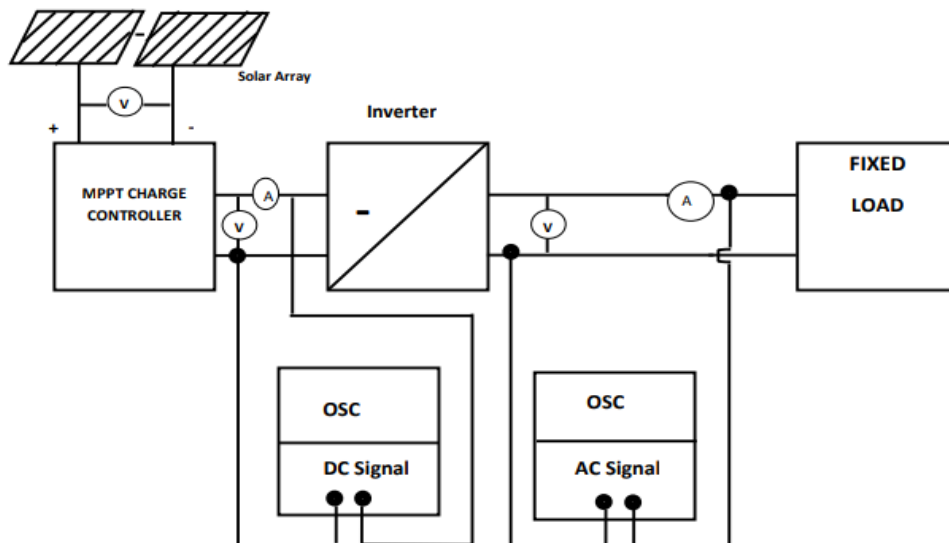 -
Solar Array
V
+ -
Inverter
MPPT CHARGE
CONTROLLER
A
V
-
V
A
FIXED
LOAD
OSC
DC Signal
OSC
AC Signal